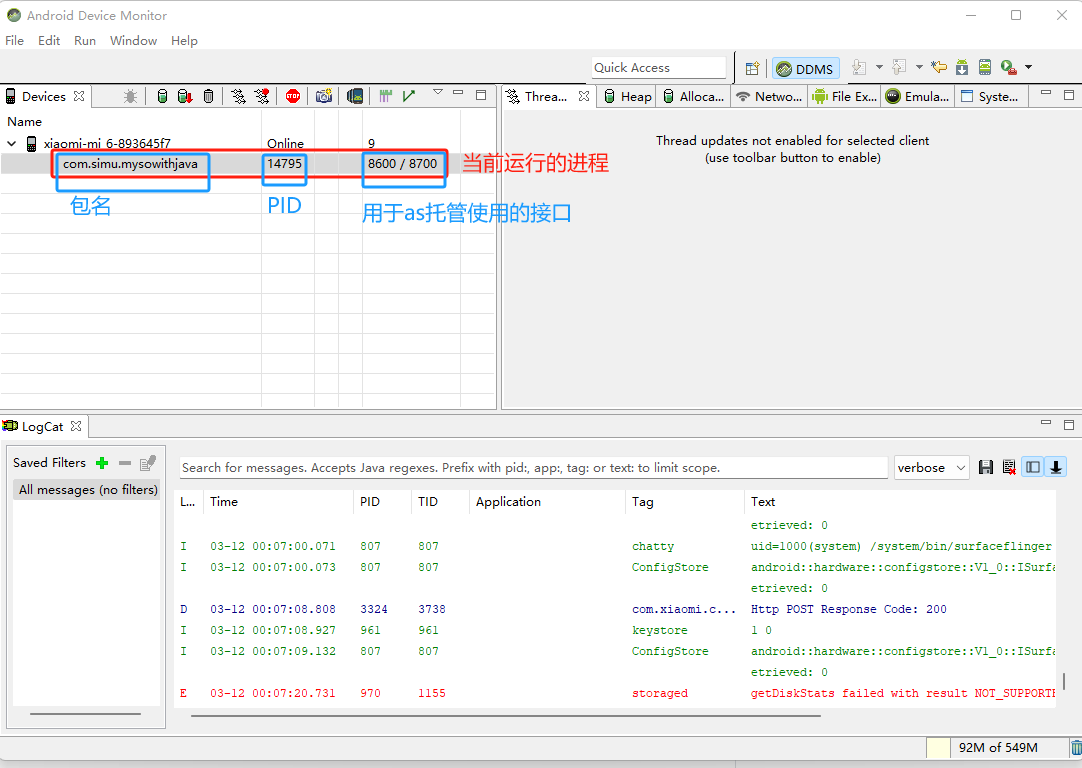 Android Device Monitor
File Edit Run Window Help
Quick Access
DDMS
Devices
Threa... Heap Alloca... Netwo... File Ex... Emula... Syste...
Name
xiaomi-mi_6-893645f7 Online 9
com.simu.mysowithjava 14795 8600 / 8700 当前运行的进程
包名 PID 用于as托管使用的接口
Thread updates not enabled for selected client
(use toolbar button to enable)
LogCat
Saved Filters
All messages (no filters)
Search for messages. Accepts Java regexes. Prefix with pid:, app:, tag: or text: to limit scope.
verbose
L... Time PID TID Application Tag Text
etrieved: 0
I 03-12 00:07:00.071 807 807 chatty uid=1000(system) /system/bin/surfaceflinger
I 03-12 00:07:00.073 807 807 ConfigStore android::hardware::configstore::V1_0::ISurfa
etrieved: 0
D 03-12 00:07:08.808 3324 3738 com.xiaomi.c... Http POST Response Code: 200
I 03-12 00:07:08.927 961 961 keystore 1 0
I 03-12 00:07:09.132 807 807 ConfigStore android::hardware::configstore::V1_0::ISurfa
etrieved: 0
E 03-12 00:07:20.731 970 1155 storaged getDiskStats failed with result NOT_SUPPORTE
92M of 549M